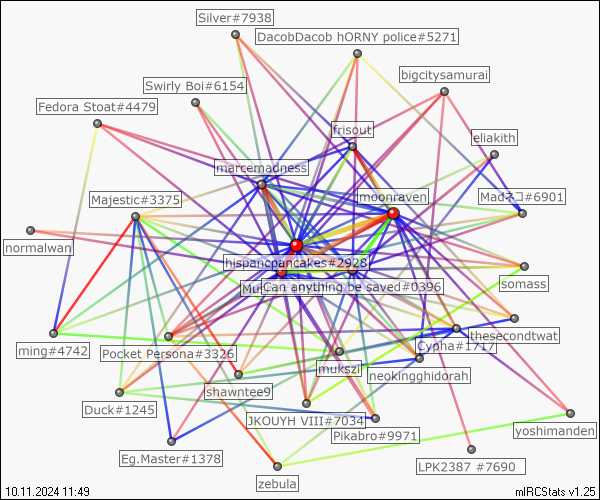 Silver#7938
DacobDacob hORNY police#5271
bigcitysamurai
Swirly Boi#6154
Fedora Stoat#4479
frisout
eliakith
marcemadness
Majestic#3375
moonraven
Madネコ#6901
normalwan
hispancpancakes#2928
Can anything be saved#0396
somass
thesecondtwat
Cypha#1717
ming#4742
Pocket Persona#3326
mukszi
neokingghidorah
shawntee9
Duck#1245
JKOUYH VIII#7034
yoshimanden
Pikabro#9971
Eg.Master#1378
LPK2387 #7690
zebula
10.11.2024 11:49
mIRCStats v1.25